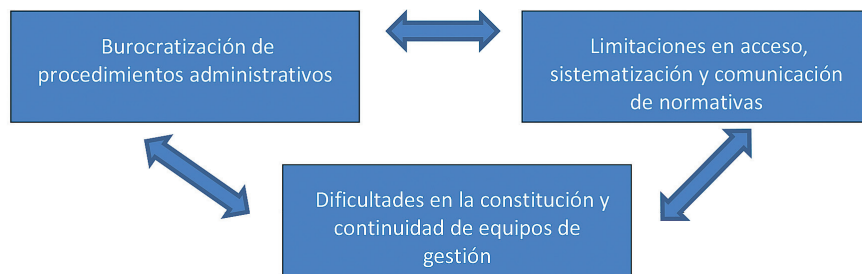 Burocratización de
procedimientos administrativos
Limitaciones en acceso,
sistematización y comunicación
de normativas
Dificultades en la constitución y
continuidad de equipos de
gestión